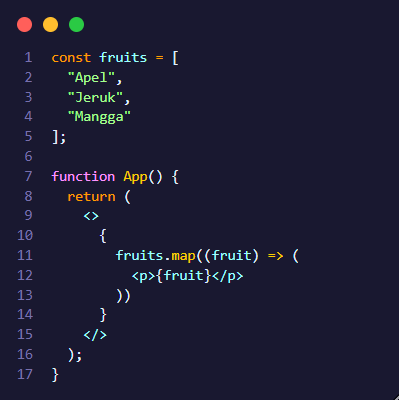 1 const fruits = [
2   "Apel",
3   "Jeruk",
4   "Mangga"
5 ];
6
7 function App() {
8   return (
9     <>
10       {
11         fruits.map((fruit) => (
12           <p>{fruit}</p>
13         ))
14       }
15     </>
16   );
17 }